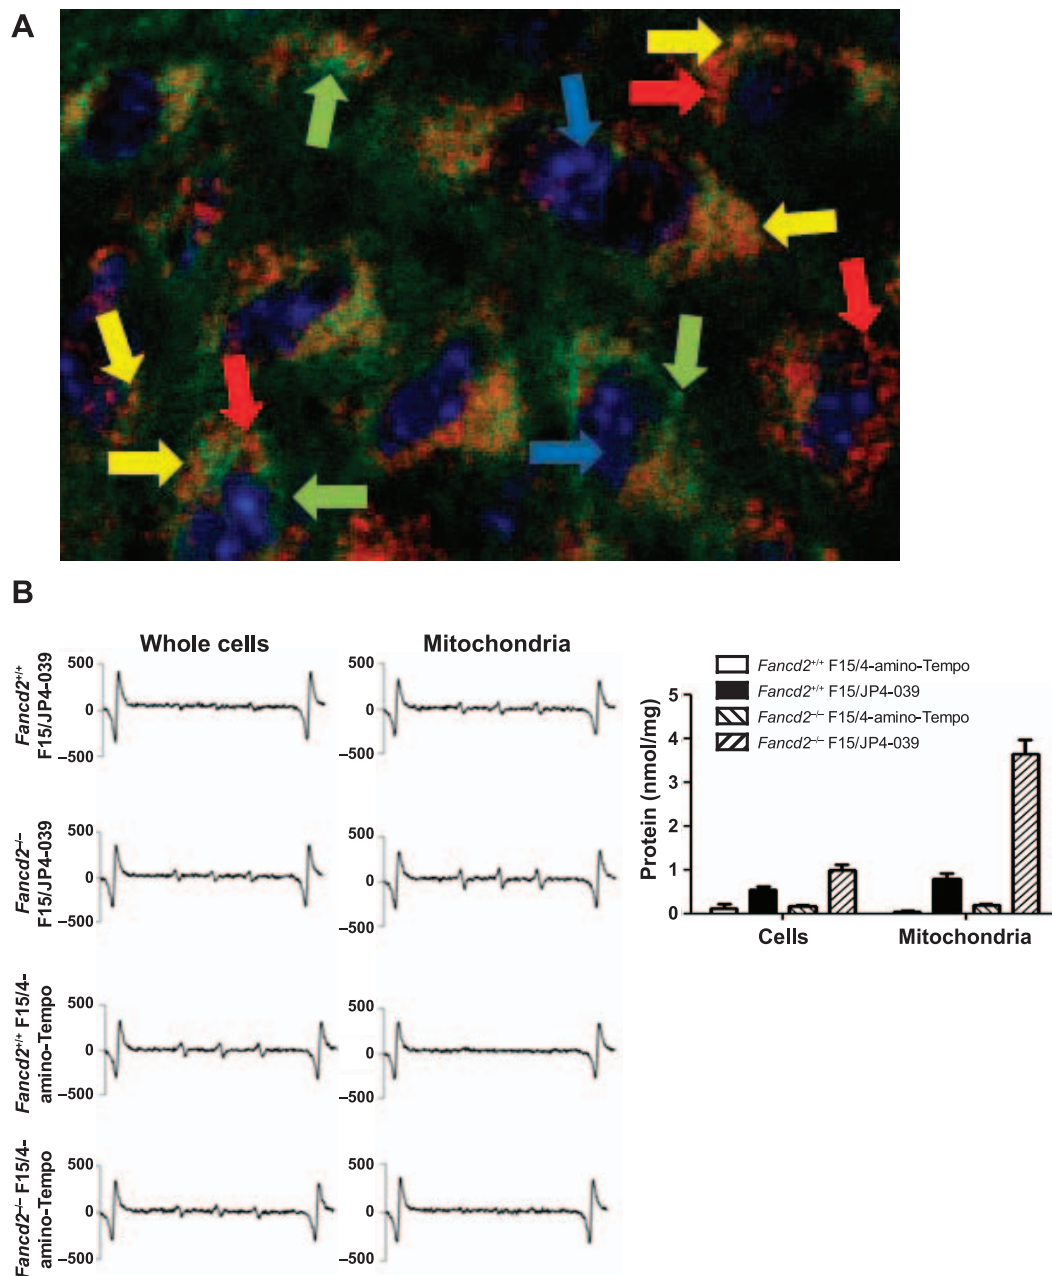 A
B
Whole cells
Mitochondria
Fancd2+/+
F15/JP4-039
500
0
–500
500
0
–500
Fancd2–/–
F15/JP4-039
500
0
–500
500
0
–500
Fancd2+/+ F15/4-
amino-Tempo
500
0
–500
500
0
–500
Fancd2–/– F15/4-
amino-Tempo
500
0
–500
500
0
–500
Fancd2+/+ F15/4-amino-Tempo
Fancd2+/+ F15/JP4-039
Fancd2–/– F15/4-amino-Tempo
Fancd2–/– F15/JP4-039
Protein (nmol/mg)
5
4
3
2
1
0
Cells
Mitochondria